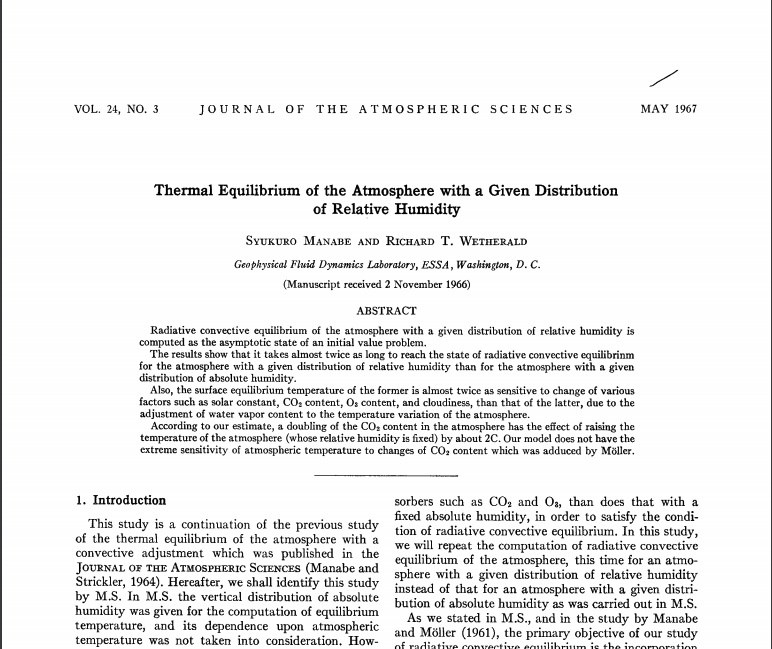 VOL. 24, NO. 3 JOURNAL OF THE ATMOSPHERIC SCIENCES MAY 1967
Thermal Equilibrium of the Atmosphere with a Given Distribution
of Relative Humidity
SYUKURO MANABE AND RICHARD T. WETHERALD
Geophysical Fluid Dynamics Laboratory, ESSA, Washington, D. C.
(Manuscript received 2 November 1966)
ABSTRACT
Radiative convective equilibrium of the atmosphere with a given distribution of relative humidity is
computed as the asymptotic state of an initial value problem.
The results show that it takes almost twice as long to reach the state of radiative convective equilibrinm
for the atmosphere with a given distribution of relative humidity than for the atmosphere with a given
distribution of absolute humidity.
Also, the surface equilibrium temperature of the former is almost twice as sensitive to change of various
factors such as solar constant, CO₂ content, O₂ content, and cloudiness, than that of the latter, due to the
adjustment of water vapor content to the temperature variation of the atmosphere.
According to our estimate, a doubling of the CO₂ content in the atmosphere has the effect of raising the
temperature of the atmosphere (whose relative humidity is fixed) by about 2C. Our model does not have the
extreme sensitivity of atmospheric temperature to changes of CO₂ content which was adduced by Möller.
1. Introduction
This study is a continuation of the previous study
of the thermal equilibrium of the atmosphere with a
convective adjustment which was published in the
JOURNAL OF THE ATMOSPHERIC SCIENCES (Manabe and
Strickler, 1964). Hereafter, we shall identify this study
by M.S. In M.S. the vertical distribution of absolute
humidity was given for the computation of equilibrium
temperature, and its dependence upon atmospheric
temperature was not taken into consideration. How-
sorbers such as CO₂ and O₃, than does that with a
fixed absolute humidity, in order to satisfy the condi-
tion of radiative convective equilibrium. In this study,
we will repeat the computation of radiative convective
equilibrium of the atmosphere, this time for an atmo-
sphere with a given distribution of relative humidity
instead of that for an atmosphere with a given distri-
bution of absolute humidity as was carried out in M.S.
As we stated in M.S., and in the study by Manabe
and Möller (1961), the primary objective of our study
of radiative convective equilibrium is the incorporation